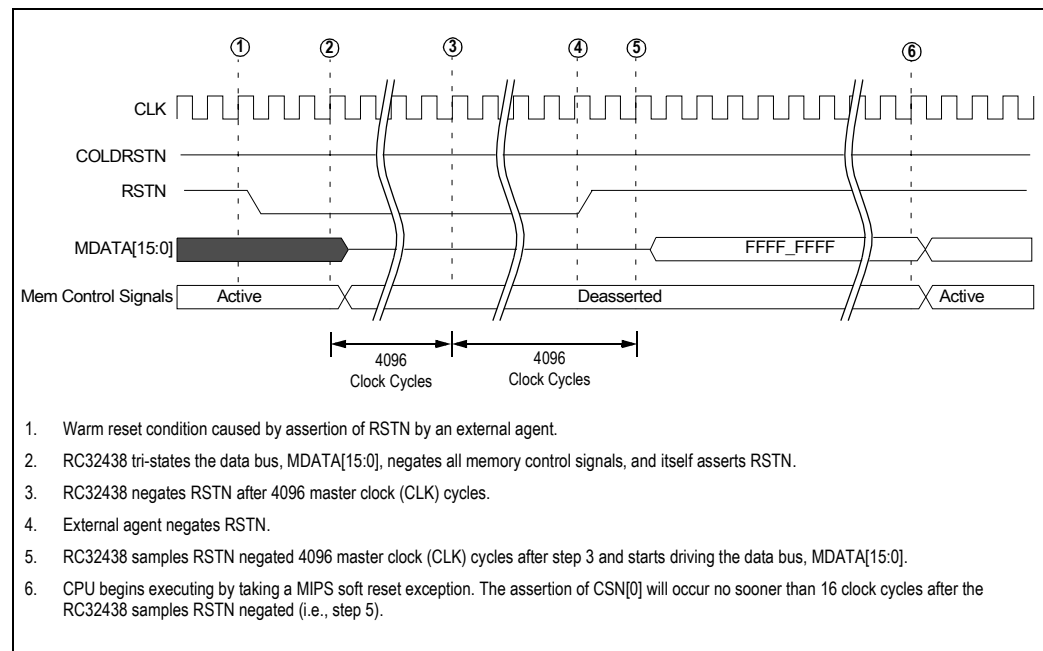 ① ② ③ ④ ⑤ ⑥
CLK
COLDRSTN
RSTN
MDATA[15:0] FFFF_FFFF
Mem Control Signals Active Deasserted Active
4096 4096
Clock Cycles Clock Cycles
1. Warm reset condition caused by assertion of RSTN by an external agent.
2. RC32438 tri-states the data bus, MDATA[15:0], negates all memory control signals, and itself asserts RSTN.
3. RC32438 negates RSTN after 4096 master clock (CLK) cycles.
4. External agent negates RSTN.
5. RC32438 samples RSTN negated 4096 master clock (CLK) cycles after step 3 and starts driving the data bus, MDATA[15:0].
6. CPU begins executing by taking a MIPS soft reset exception. The assertion of CSN[0] will occur no sooner than 16 clock cycles after the
RC32438 samples RSTN negated (i.e., step 5).